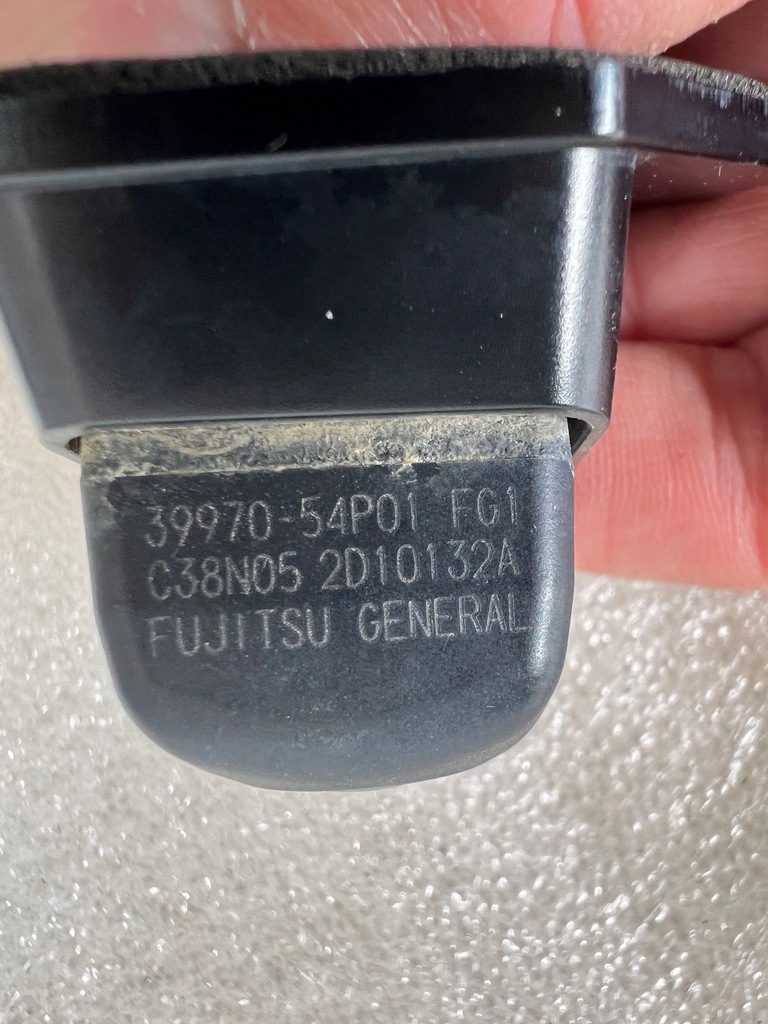 39970-54P01 FG1
C38N05 2D10132A
FUJITSU GENERAL